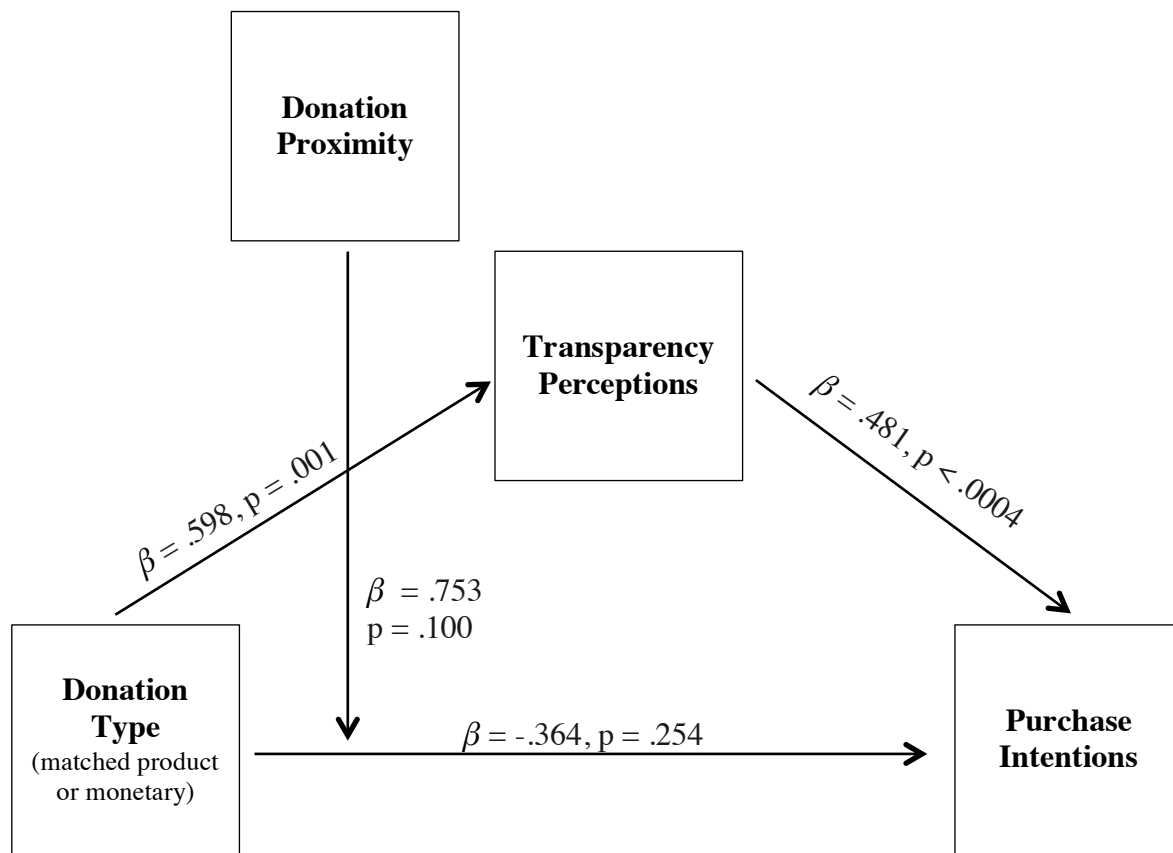 Donation
Proximity
Transparency
Perceptions
β = .598, p = .001
β = .481, p < .0004
β = .753
p = .100
Donation
Type
(matched product
or monetary)
β = -.364, p = .254
Purchase
Intentions